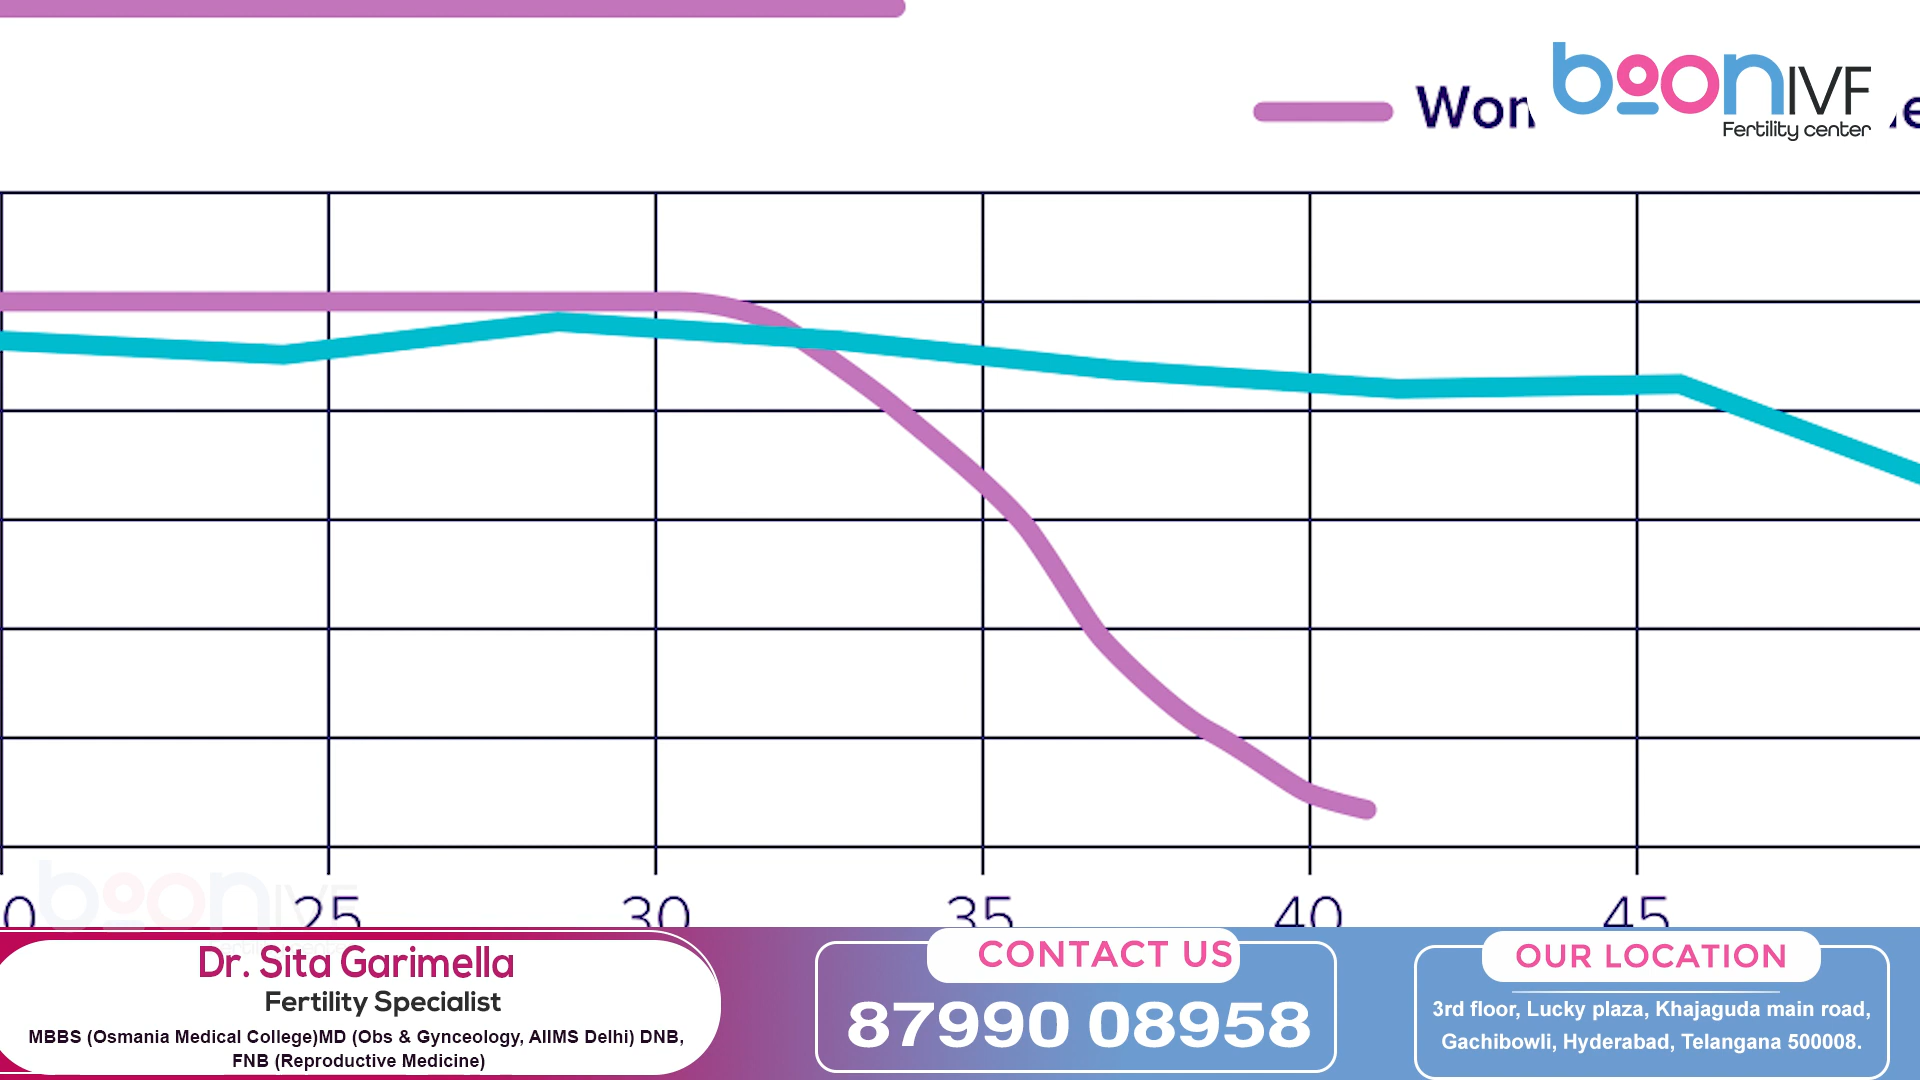 boon IVF
Fertility center
25 30 35 40 45
Dr. Sita Garimella
Fertility Specialist
MBBS (Osmania Medical College)MD (Obs & Gynceology, AIIMS Delhi) DNB,
FNB (Reproductive Medicine)
CONTACT US
87990 08958
OUR LOCATION
3rd floor, Lucky plaza, Khajaguda main road,
Gachibowli, Hyderabad, Telangana 500008.